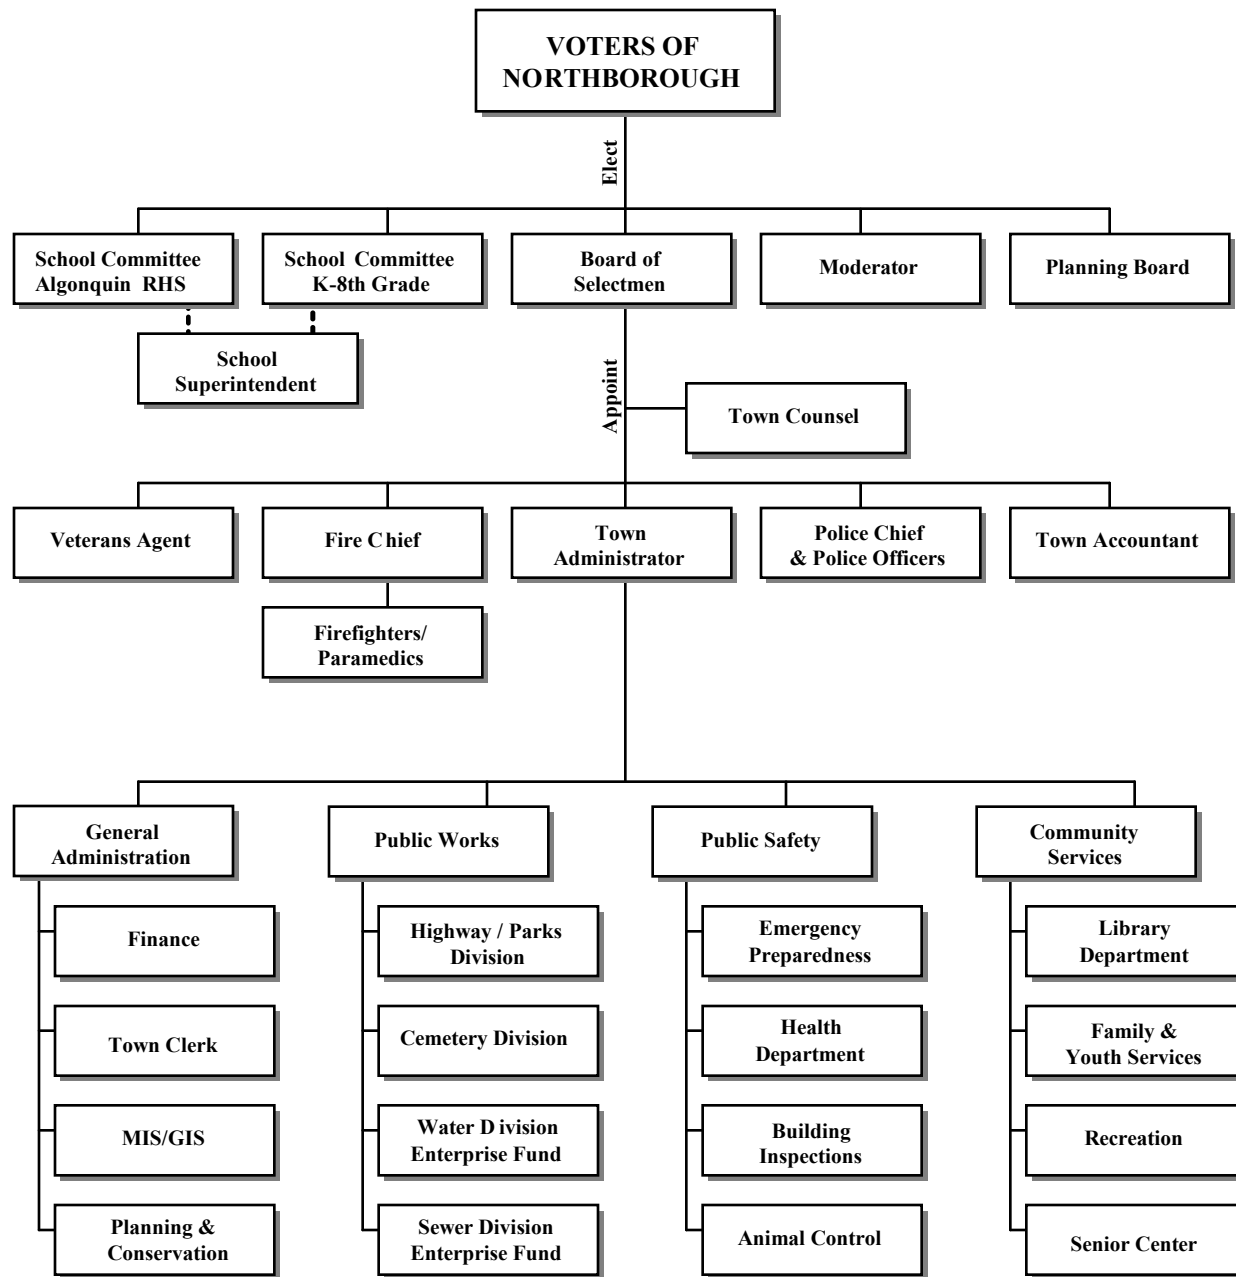 VOTERS OF
NORTHBOROUGH
Elect
School Committee
Algonquin RHS
School Committee
K-8th Grade
Board of
Selectmen
Moderator
Planning Board
School
Superintendent
Appoint
Town Counsel
Veterans Agent
Fire Chief
Town
Administrator
Police Chief
& Police Officers
Town Accountant
Firefighters/
Paramedics
General
Administration
Public Works
Public Safety
Community
Services
Finance
Highway / Parks
Division
Emergency
Preparedness
Library
Department
Town Clerk
Cemetery Division
Health
Department
Family &
Youth Services
MIS/GIS
Water Division
Enterprise Fund
Building
Inspections
Recreation
Planning &
Conservation
Sewer Division
Enterprise Fund
Animal Control
Senior Center